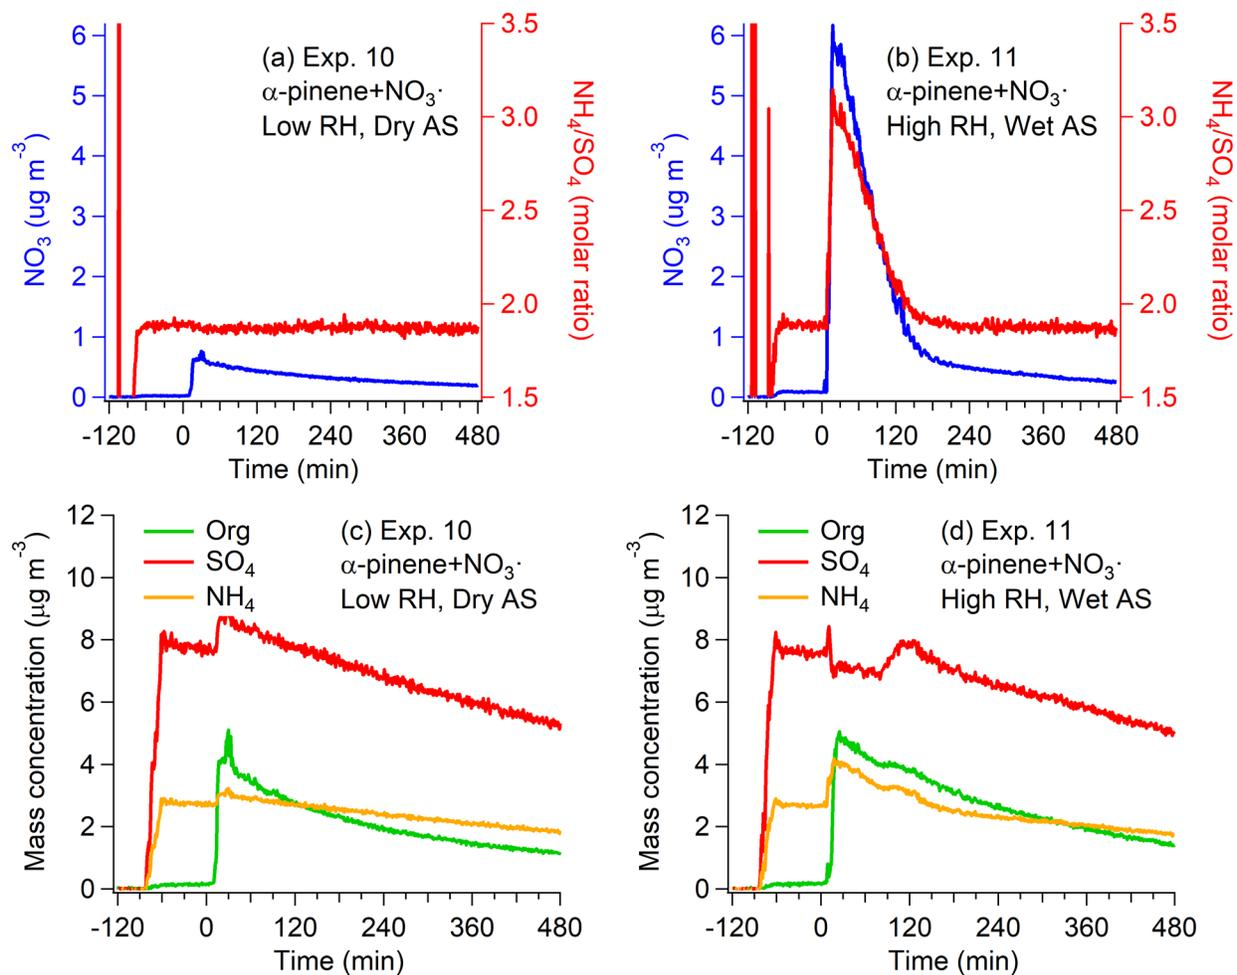 (a) Exp. 10
α-pinene+NO₃·
Low RH, Dry AS
NO₃ (ug m⁻³)
6
5
4
3
2
1
0
NH₄/SO₄ (molar ratio)
3.5
3.0
2.5
2.0
1.5
-120 0 120 240 360 480
Time (min)
(b) Exp. 11
α-pinene+NO₃·
High RH, Wet AS
NO₃ (ug m⁻³)
6
5
4
3
2
1
0
NH₄/SO₄ (molar ratio)
3.5
3.0
2.5
2.0
1.5
-120 0 120 240 360 480
Time (min)
Org
SO₄
NH₄
(c) Exp. 10
α-pinene+NO₃·
Low RH, Dry AS
Mass concentration (µg m⁻³)
12
10
8
6
4
2
0
-120 0 120 240 360 480
Time (min)
Org
SO₄
NH₄
(d) Exp. 11
α-pinene+NO₃·
High RH, Wet AS
Mass concentration (µg m⁻³)
12
10
8
6
4
2
0
-120 0 120 240 360 480
Time (min)